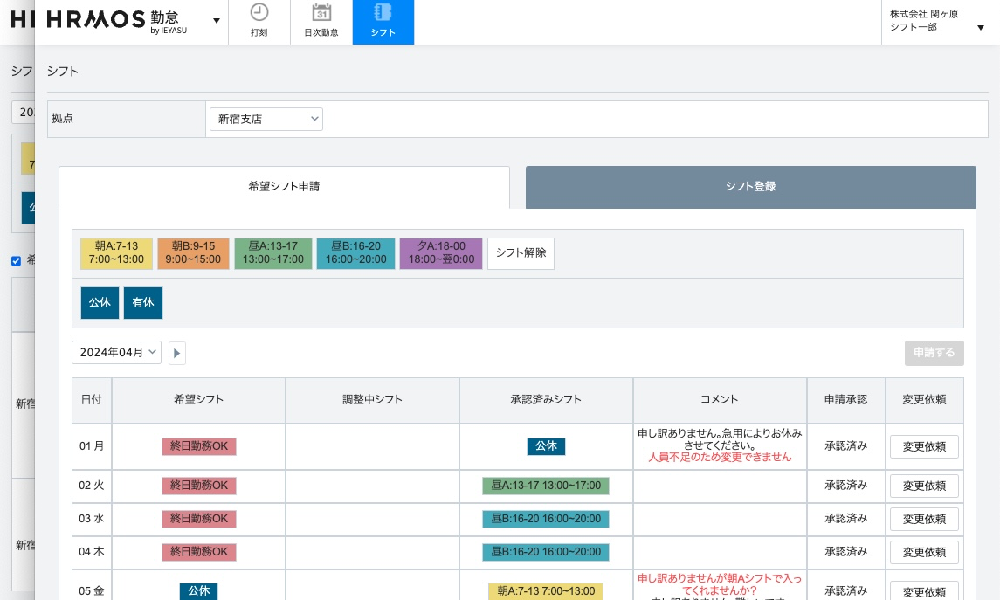 HRMOS 勤怠
by IEYASU
打刻
日次勤怠
シフト
株式会社 関ヶ原
シフト一郎
シフ
シフト
20
拠点
新宿支店
希望シフト申請
シフト登録
7
朝A:7-13
7:00~13:00
朝B:9-15
9:00~15:00
昼A:13-17
13:00~17:00
昼B:16-20
16:00~20:00
夕A:18-00
18:00~翌0:00
シフト解除
公休
有休
希
2024年04月
申請する
日付
希望シフト
調整中シフト
承認済みシフト
コメント
申請承認
変更依頼
01 月
終日勤務OK
公休
申し訳ありません。急用によりお休み
させてください。
人員不足のため変更できません
承認済み
変更依頼
02 火
終日勤務OK
昼A:13-17 13:00~17:00
承認済み
変更依頼
03 水
終日勤務OK
昼B:16-20 16:00~20:00
承認済み
変更依頼
新宿
04 木
終日勤務OK
昼B:16-20 16:00~20:00
承認済み
変更依頼
新宿
05 金
公休
朝A:7-13 7:00~13:00
申し訳ありませんが朝Aシフトで入っ
てくれませんか?
承認済み
変更依頼